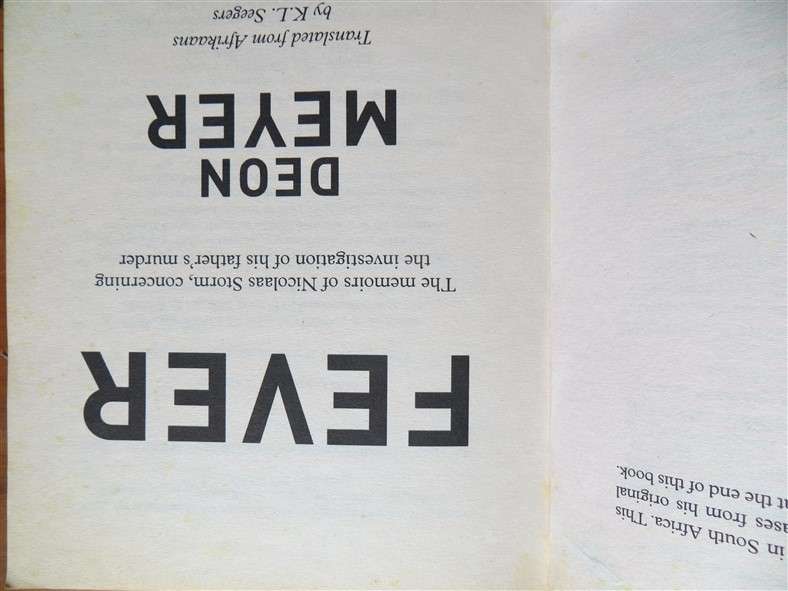 in South Africa. This
ases from his original
at the end of this book.
FEVER
The memoirs of Nicolaas Storm, concerning
the investigation of his father's murder
DEON
MEYER
Translated from Afrikaans
by K.L. Seegers